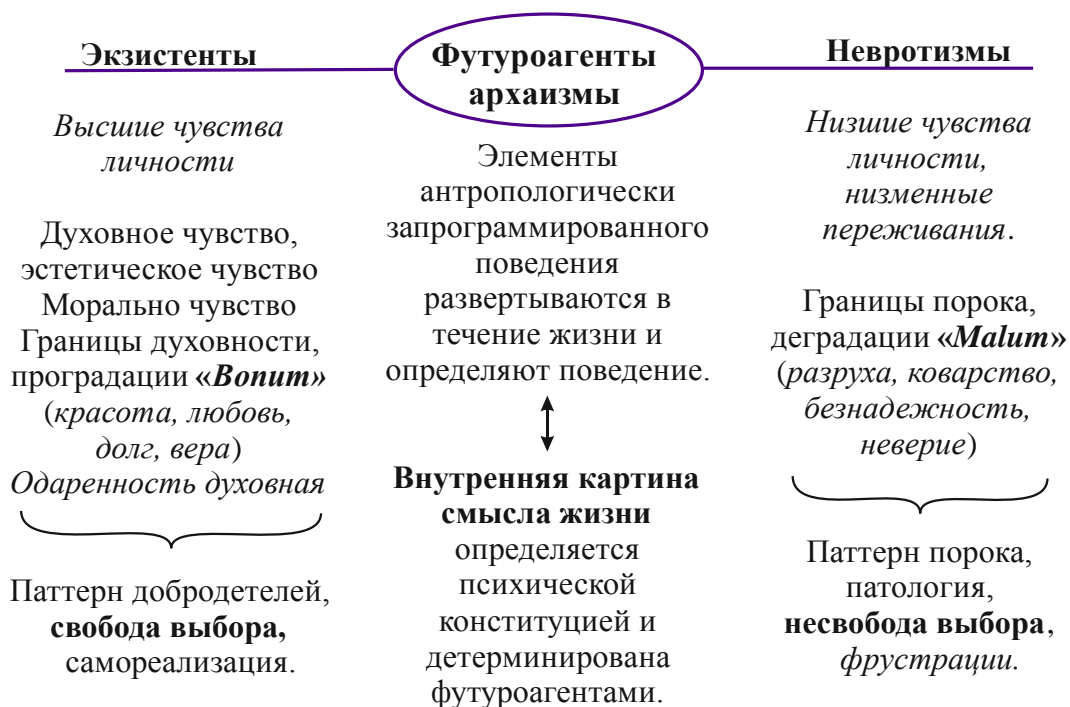 Экзистенты
Высшие чувства
личности
Духовное чувство,
эстетическое чувство
Морально чувство
Границы духовности,
проградации «Bonum»
(красота, любовь,
долг, вера)
Одаренность духовная
Паттерн добродетелей,
свобода выбора,
самореализация.
Футуроагенты
архаизмы
Элементы
антропологически
запрограммированного
поведения
развертываются в
течение жизни и
определяют поведение.
Внутренняя картина
смысла жизни
определяется
психической
конституцией и
детерминирована
футуроагентами.
Невротизмы
Низшие чувства
личности,
низменные
переживания.
Границы порока,
деградации «Malum»
(разруха, коварство,
безнадежность,
неверие)
Паттерн порока,
патология,
несвобода выбора,
фрустрации.